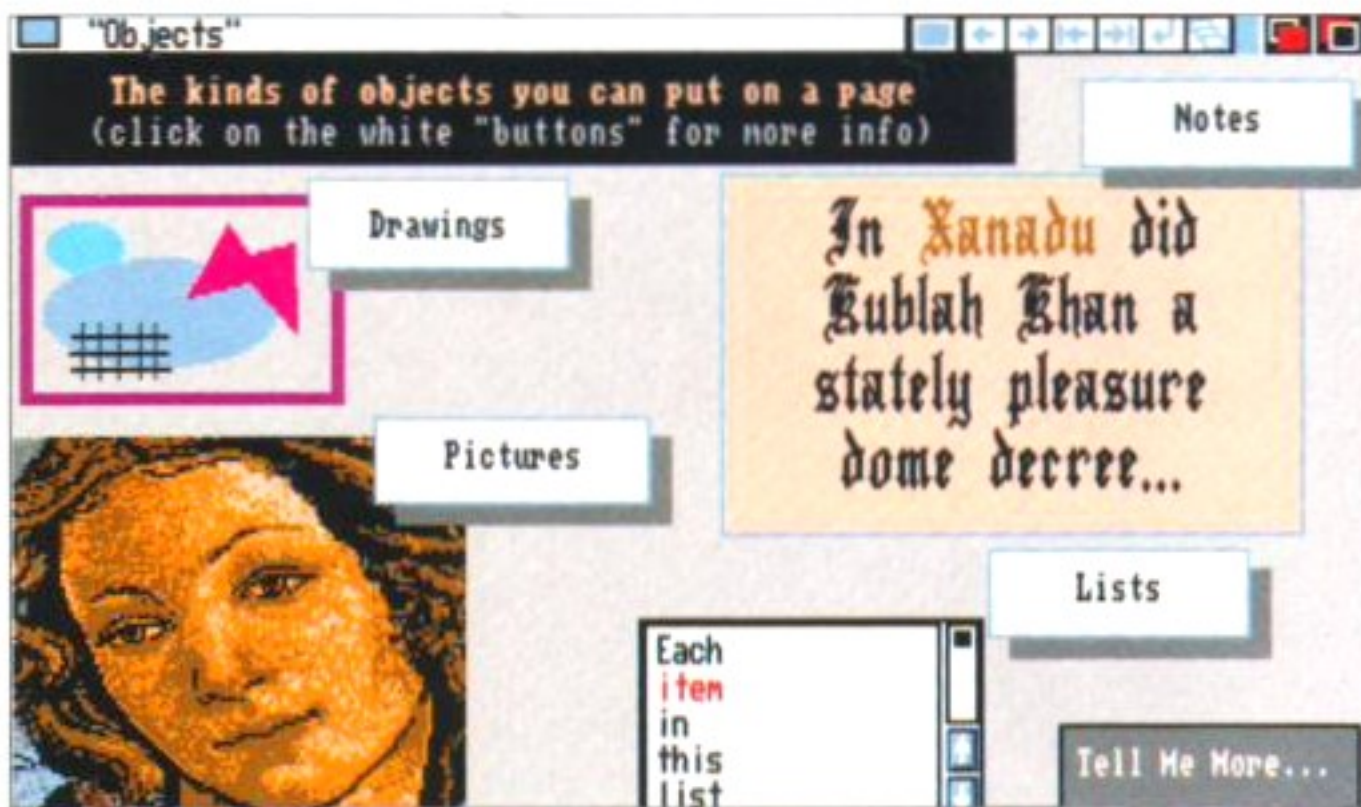 "Objects"
The kinds of objects you can put on a page
(click on the white "buttons" for more info)
Notes
Drawings
In Xanadu did
Kublah Khan a
stately pleasure
dome decree...
Pictures
Lists
Each
item
in
this
list
Tell Me More...